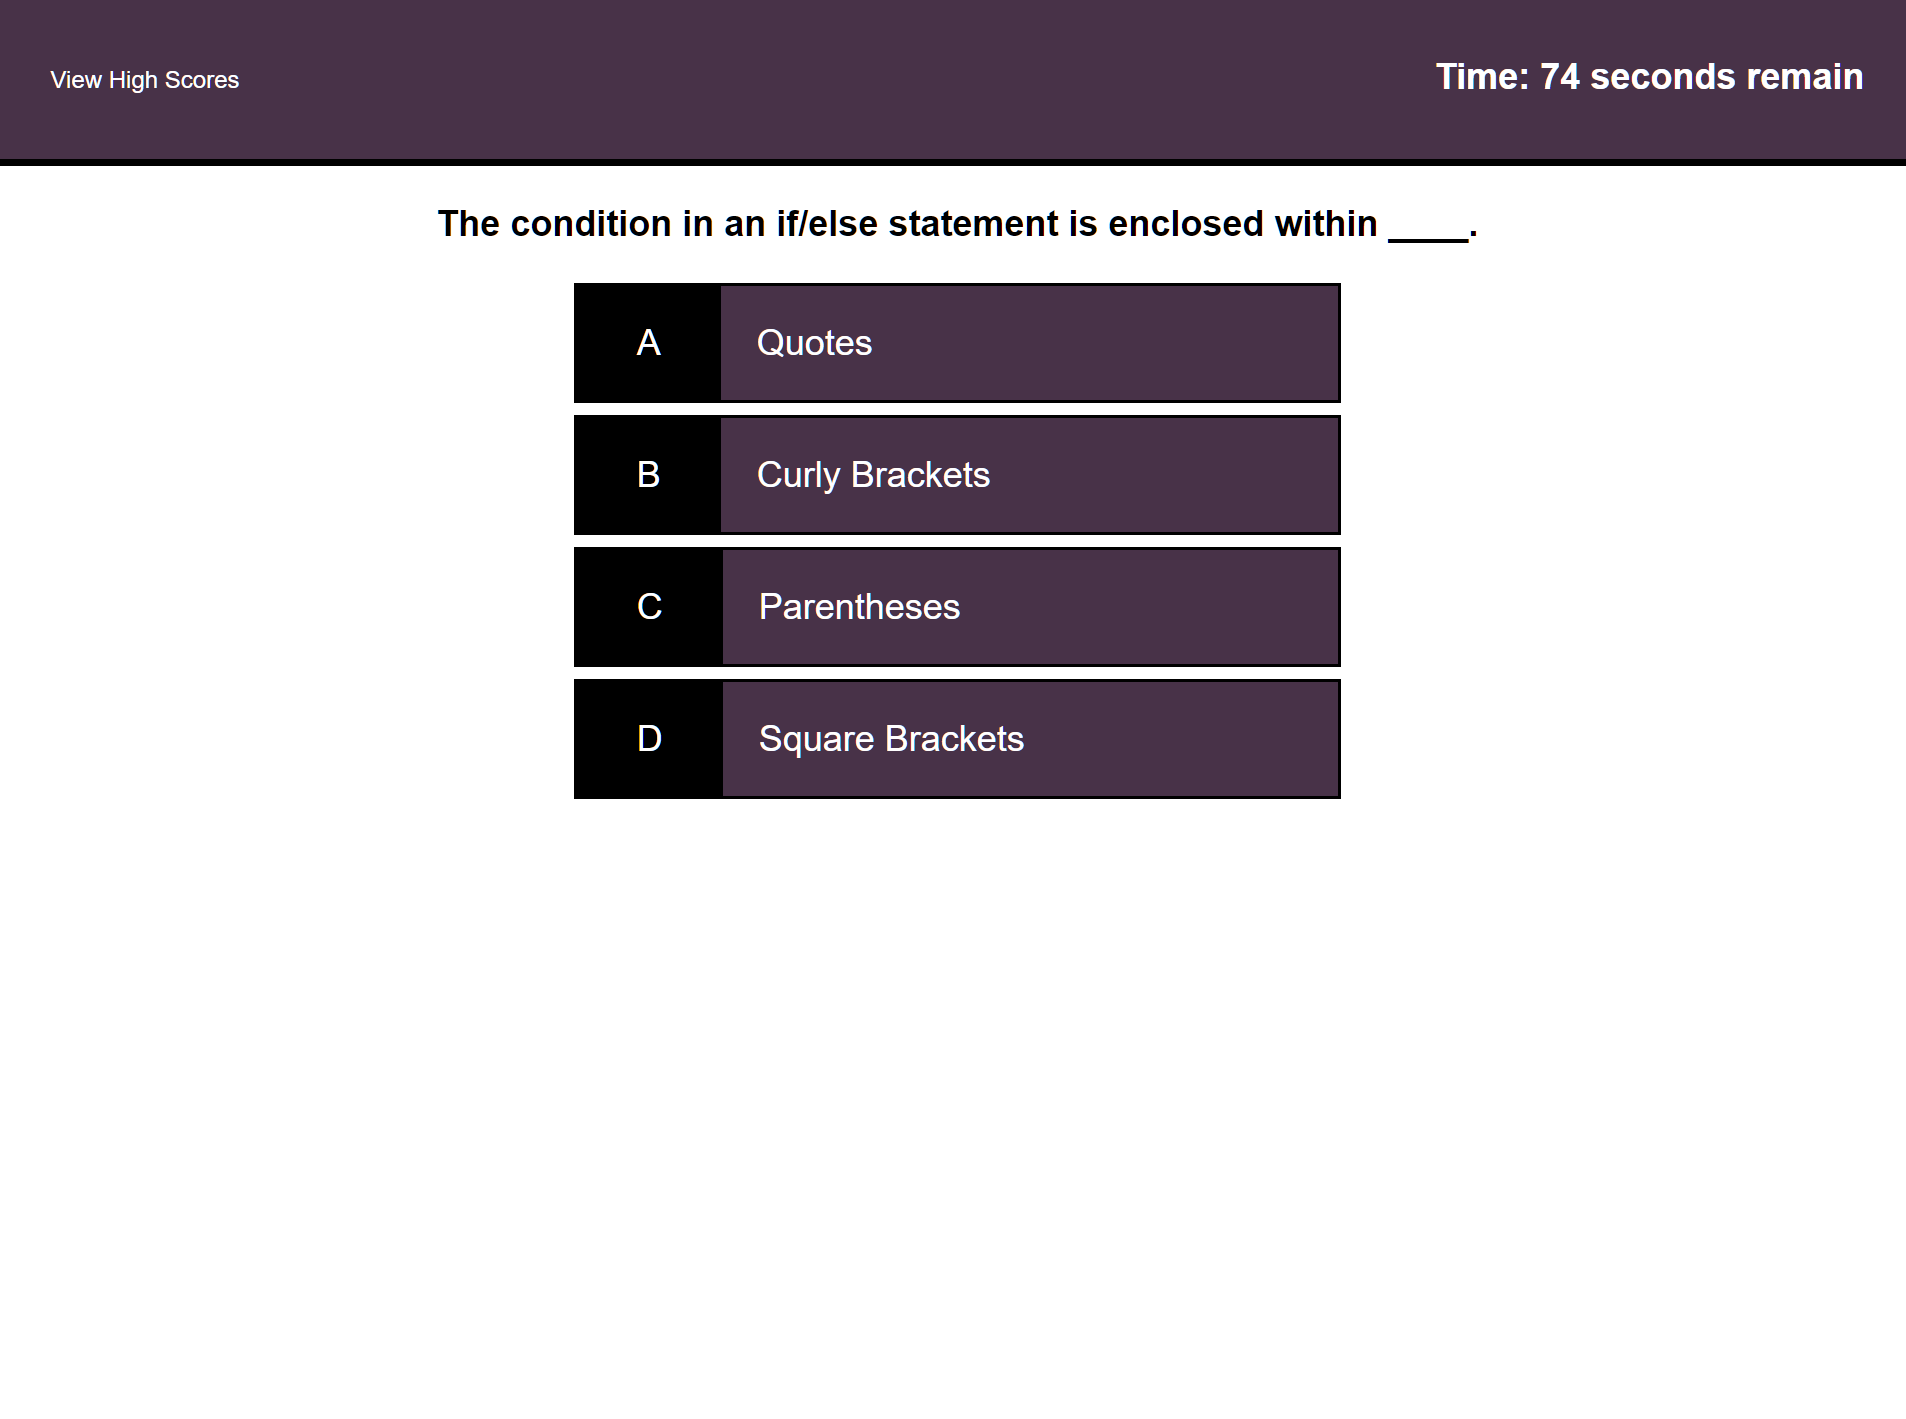 View High Scores
Time: 74 seconds remain
The condition in an if/else statement is enclosed within ____.
A Quotes
B Curly Brackets
C Parentheses
D Square Brackets